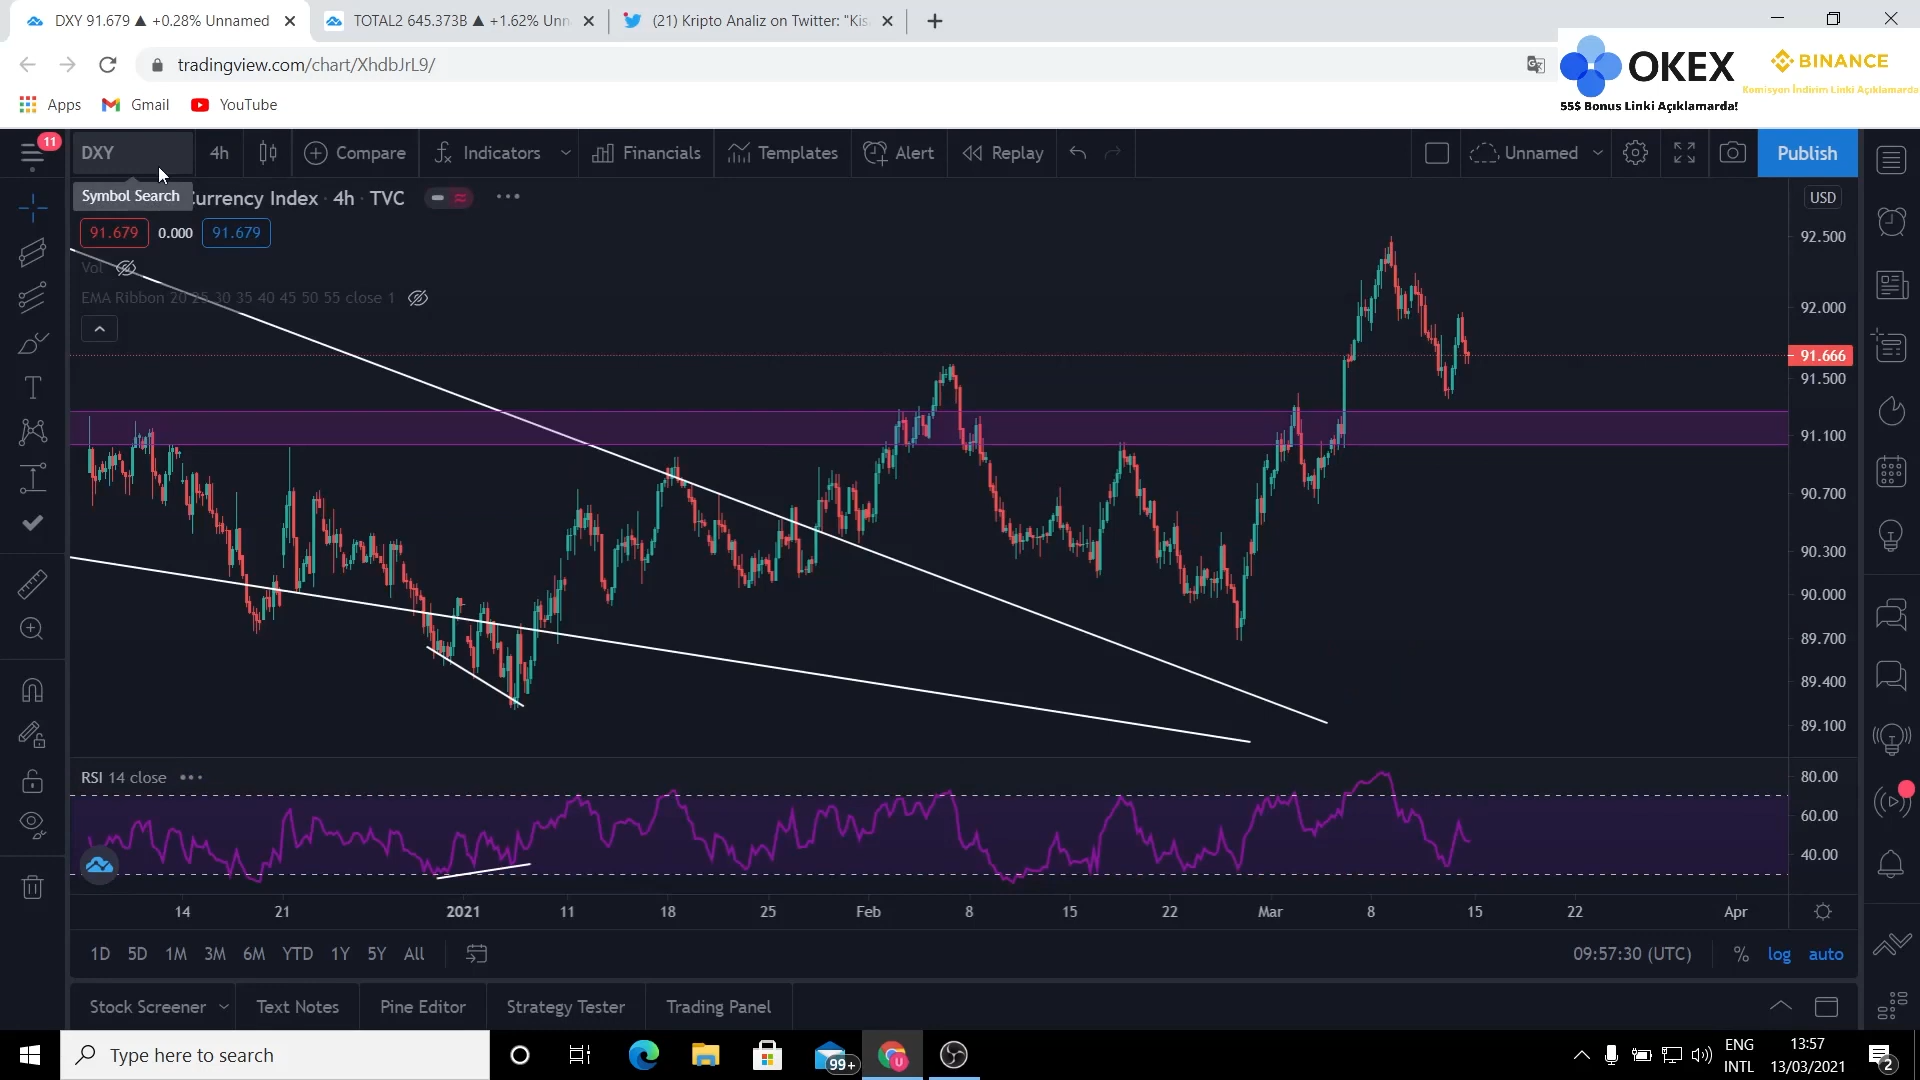 DXY 91.679 ▲ +0.28% Unnamed
TOTAL2 645.373B ▲ +1.62% Unn
(21) Kripto Analiz on Twitter: "Kıs
tradingview.com/chart/XhdbJrL9/
Apps Gmail YouTube
OKEX
55$ Bonus Linki Açıklamarda!
BINANCE
Komisyon İndirim Linki Açıklamarda
11
DXY 4h Compare Indicators Financials Templates Alert Replay Unnamed Publish
Symbol Search
Currency Index · 4h · TVC
USD
91.679 0.000 91.679
Vol
EMA Ribbon 20 25 30 35 40 45 50 55 close 1
92.500
92.000
91.666
91.500
91.100
90.700
90.300
90.000
89.700
89.400
89.100
RSI 14 close
80.00
60.00
40.00
14 21 2021 11 18 25 Feb 8 15 22 Mar 8 15 22 Apr
1D 5D 1M 3M 6M YTD 1Y 5Y All
09:57:30 (UTC) % log auto
Stock Screener Text Notes Pine Editor Strategy Tester Trading Panel
Type here to search
99+
U
ENG
INTL
13:57
13/03/2021
2